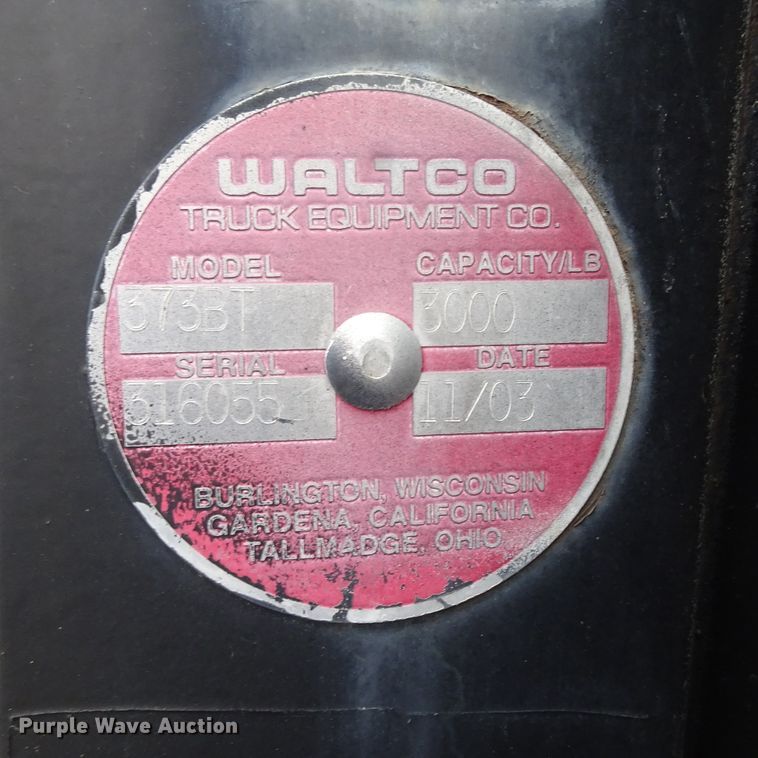 WALTCO
TRUCK EQUIPMENT CO.
MODEL CAPACITY/LB
373BT 3000
SERIAL DATE
316055 11/03
BURLINGTON, WISCONSIN
GARDENA, CALIFORNIA
TALLMADGE, OHIO
Purple Wave Auction